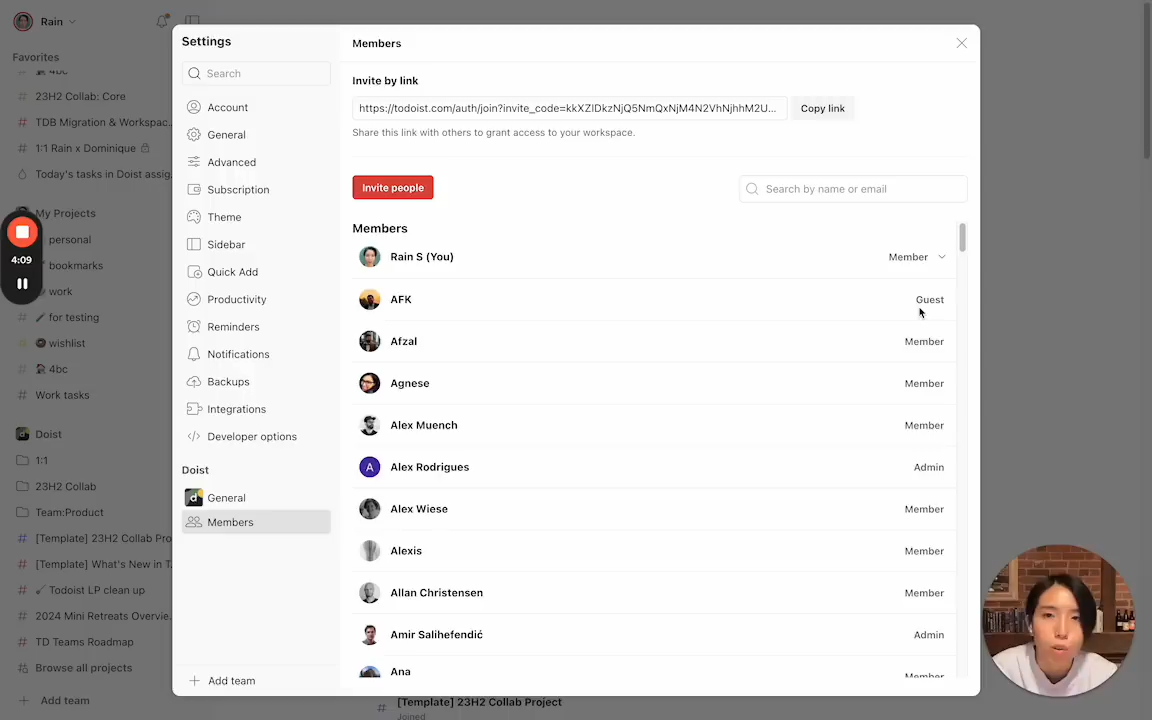 Rain
Favorites
4bc
23H2 Collab: Core
TDB Migration & Workspac...
1:1 Rain x Dominique
Today's tasks in Doist assig
My Projects
personal
bookmarks
work
for testing
wishlist
4bc
Work tasks
Doist
1:1
23H2 Collab
Team:Product
[Template] 23H2 Collab Pro
[Template] What's New in T
Todoist LP clean up
2024 Mini Retreats Overvie...
TD Teams Roadmap
Browse all projects
Add team
4:09
Settings
Search
Account
General
Advanced
Subscription
Theme
Sidebar
Quick Add
Productivity
Reminders
Notifications
Backups
Integrations
Developer options
Doist
General
Members
Add team
Members
Invite by link
https://todoist.com/auth/join?invite_code=kkXZIDkzNjQ5NmQxNjM4N2VhNjhhM2U...
Copy link
Share this link with others to grant access to your workspace.
Invite people
Search by name or email
Members
Rain S (You) Member
AFK Guest
Afzal Member
Agnese Member
Alex Muench Member
A Alex Rodrigues Admin
Alex Wiese Member
Alexis Member
Allan Christensen Member
Amir Salihefendić Admin
Ana Member
[Template] 23H2 Collab Project
Joined